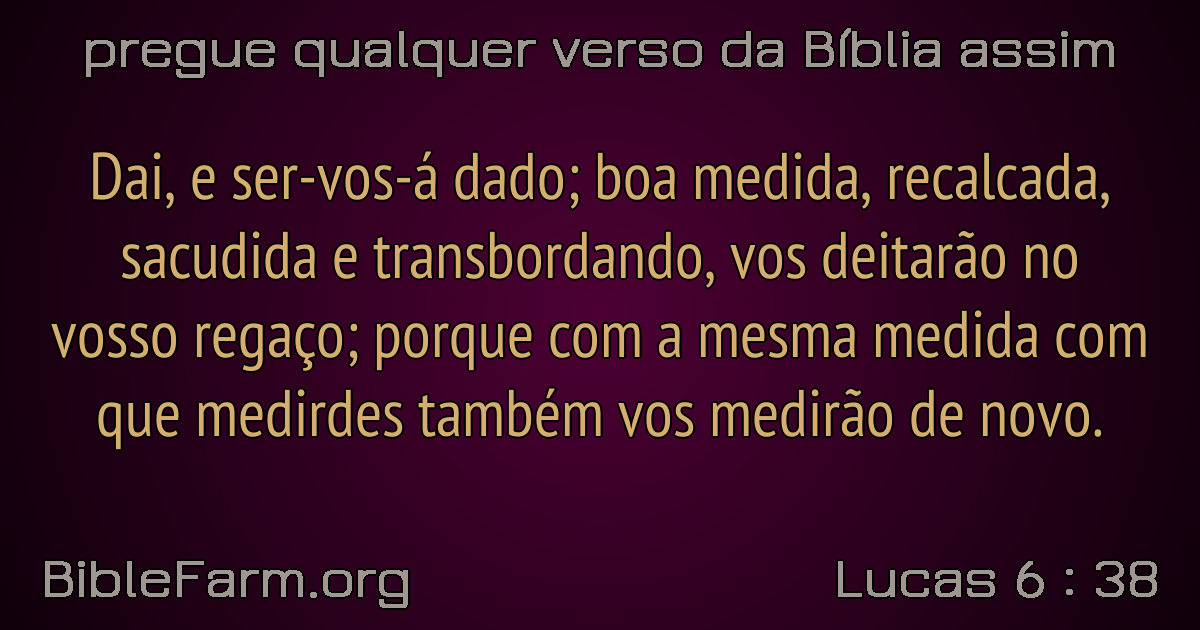 pregue qualquer verso da Bíblia assim
Dai, e ser-vos-á dado; boa medida, recalcada,
sacudida e transbordando, vos deitarão no
vosso regaço; porque com a mesma medida com
que medirdes também vos medirão de novo.
BibleFarm.org
Lucas 6 : 38